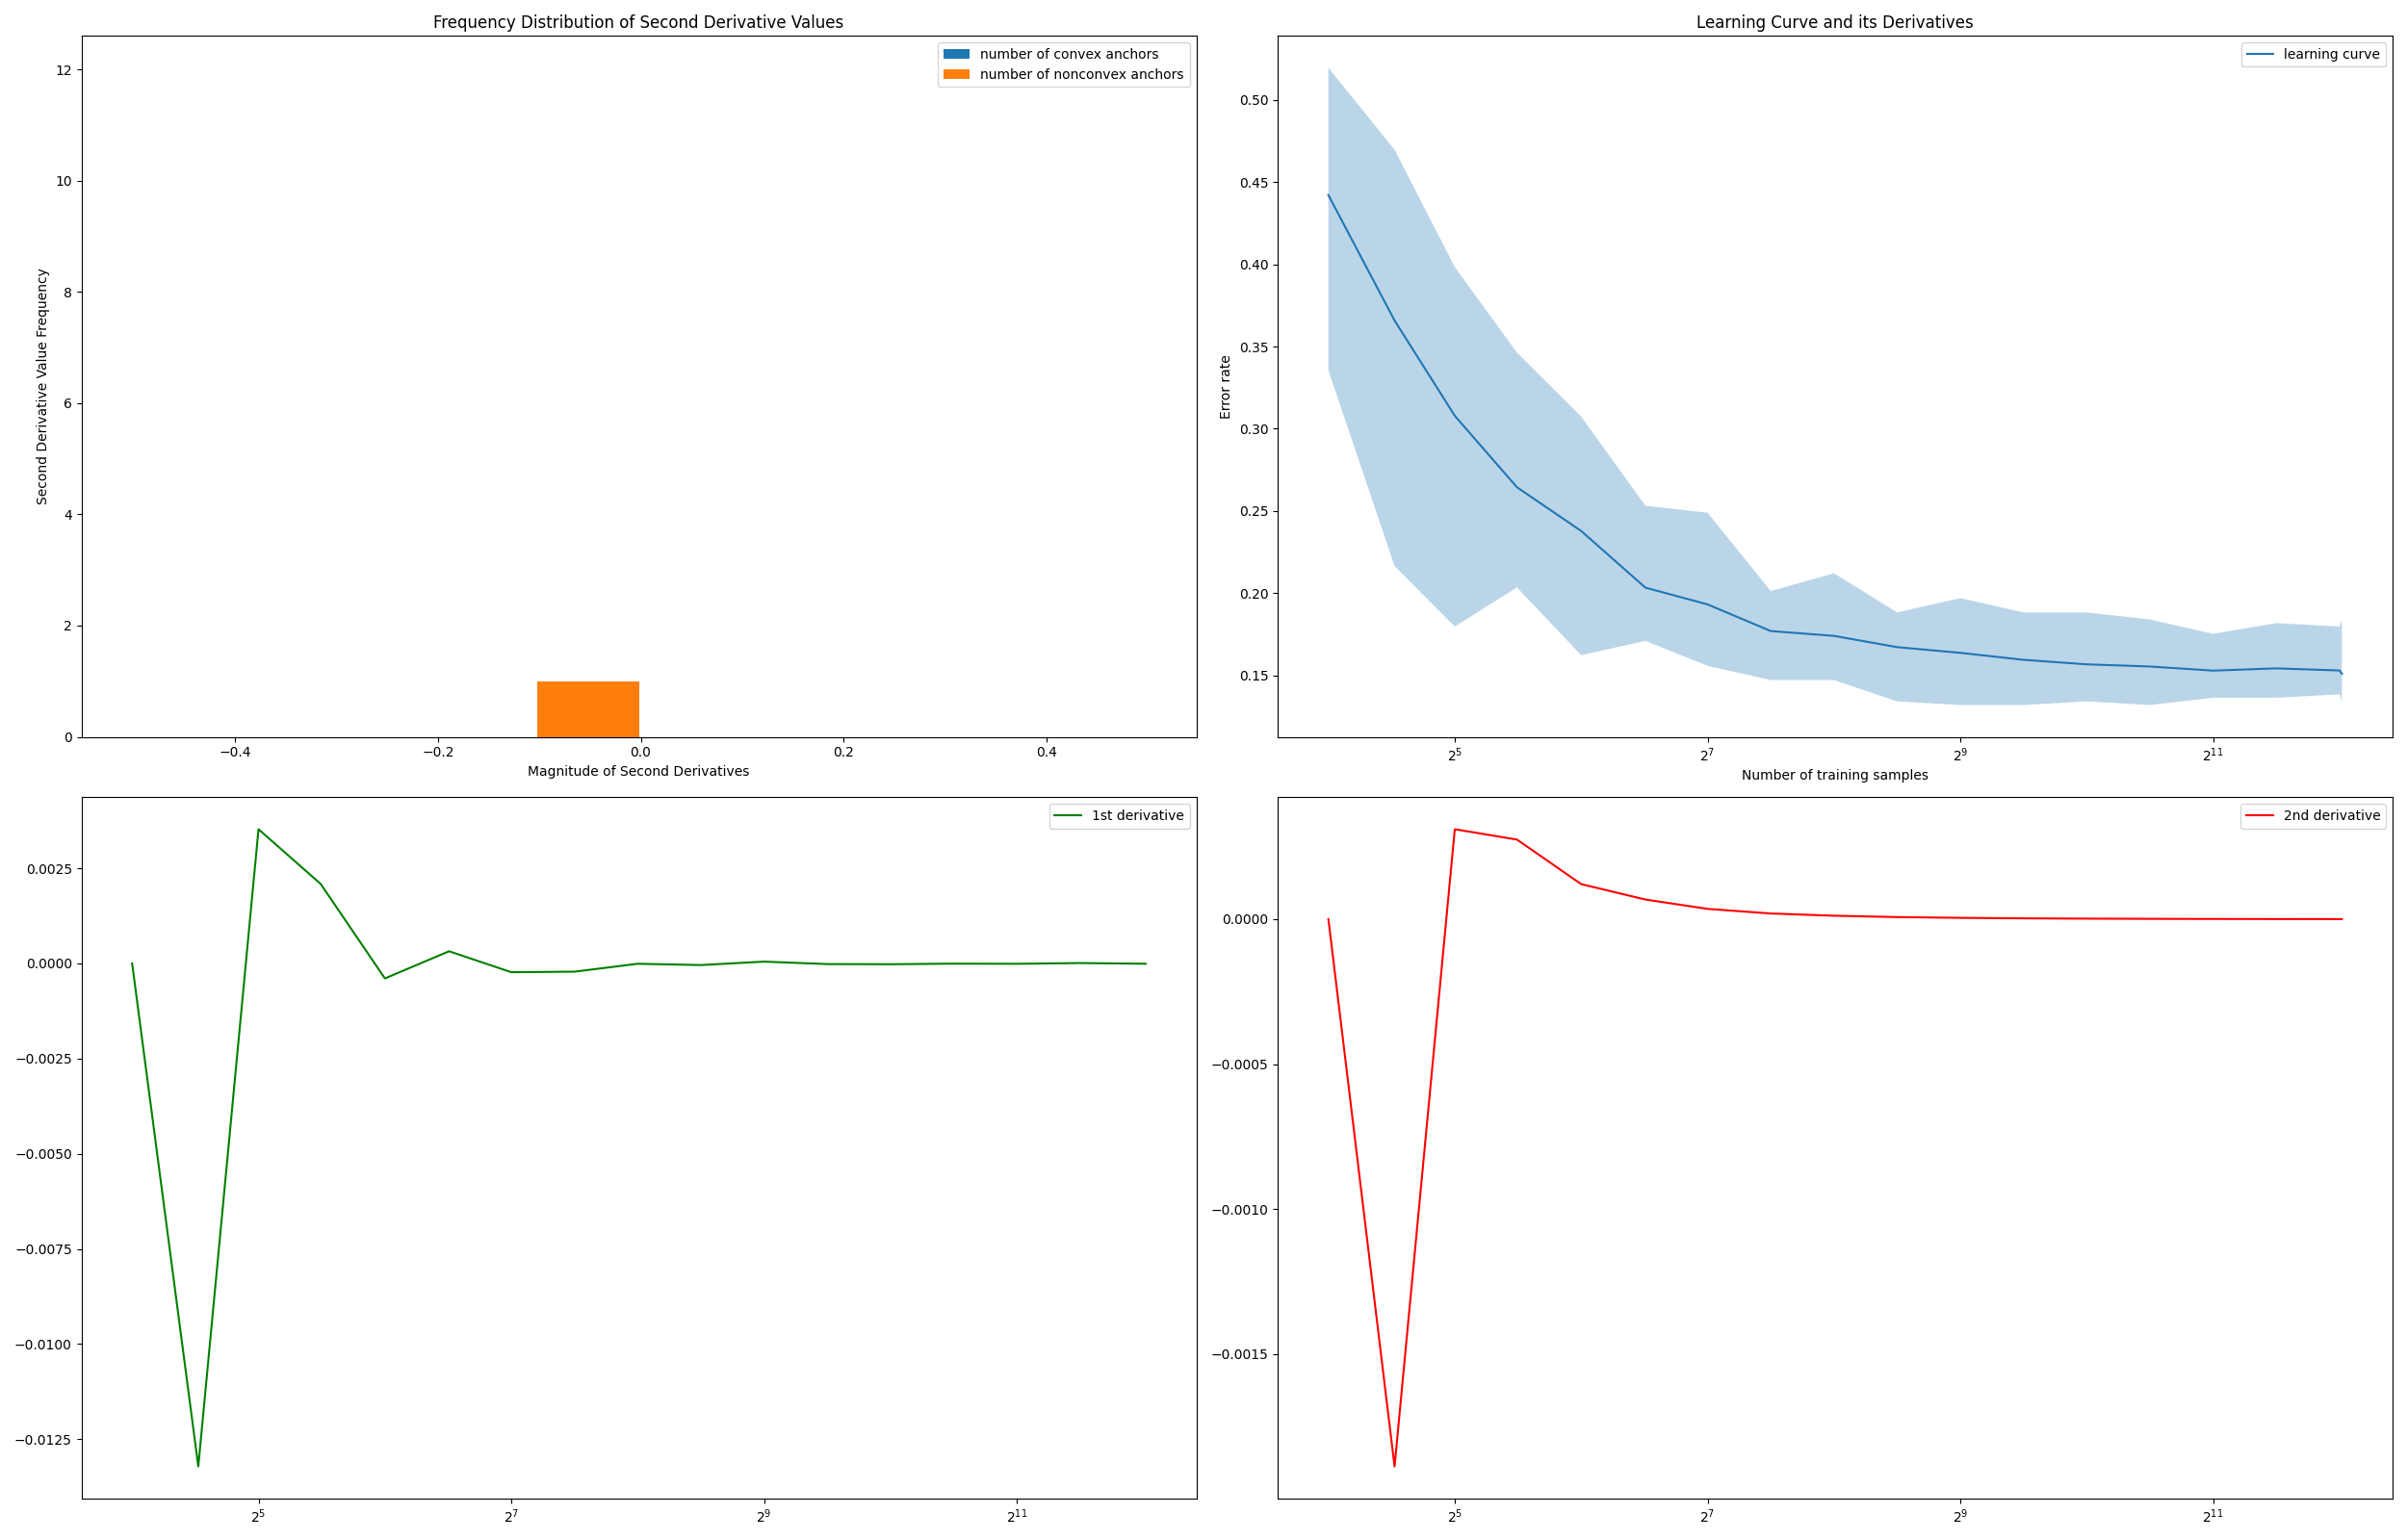 Frequency Distribution of Second Derivative Values
number of convex anchors
number of nonconvex anchors
Second Derivative Value Frequency
12
10
8
6
4
2
0
−0.4 −0.2 0.0 0.2 0.4
Magnitude of Second Derivatives
Learning Curve and its Derivatives
learning curve
Error rate
0.50
0.45
0.40
0.35
0.30
0.25
0.20
0.15
2⁵ 2⁷ 2⁹ 2¹¹
Number of training samples
1st derivative
0.0025
0.0000
−0.0025
−0.0050
−0.0075
−0.0100
−0.0125
2⁵ 2⁷ 2⁹ 2¹¹
2nd derivative
0.0000
−0.0005
−0.0010
−0.0015
2⁵ 2⁷ 2⁹ 2¹¹